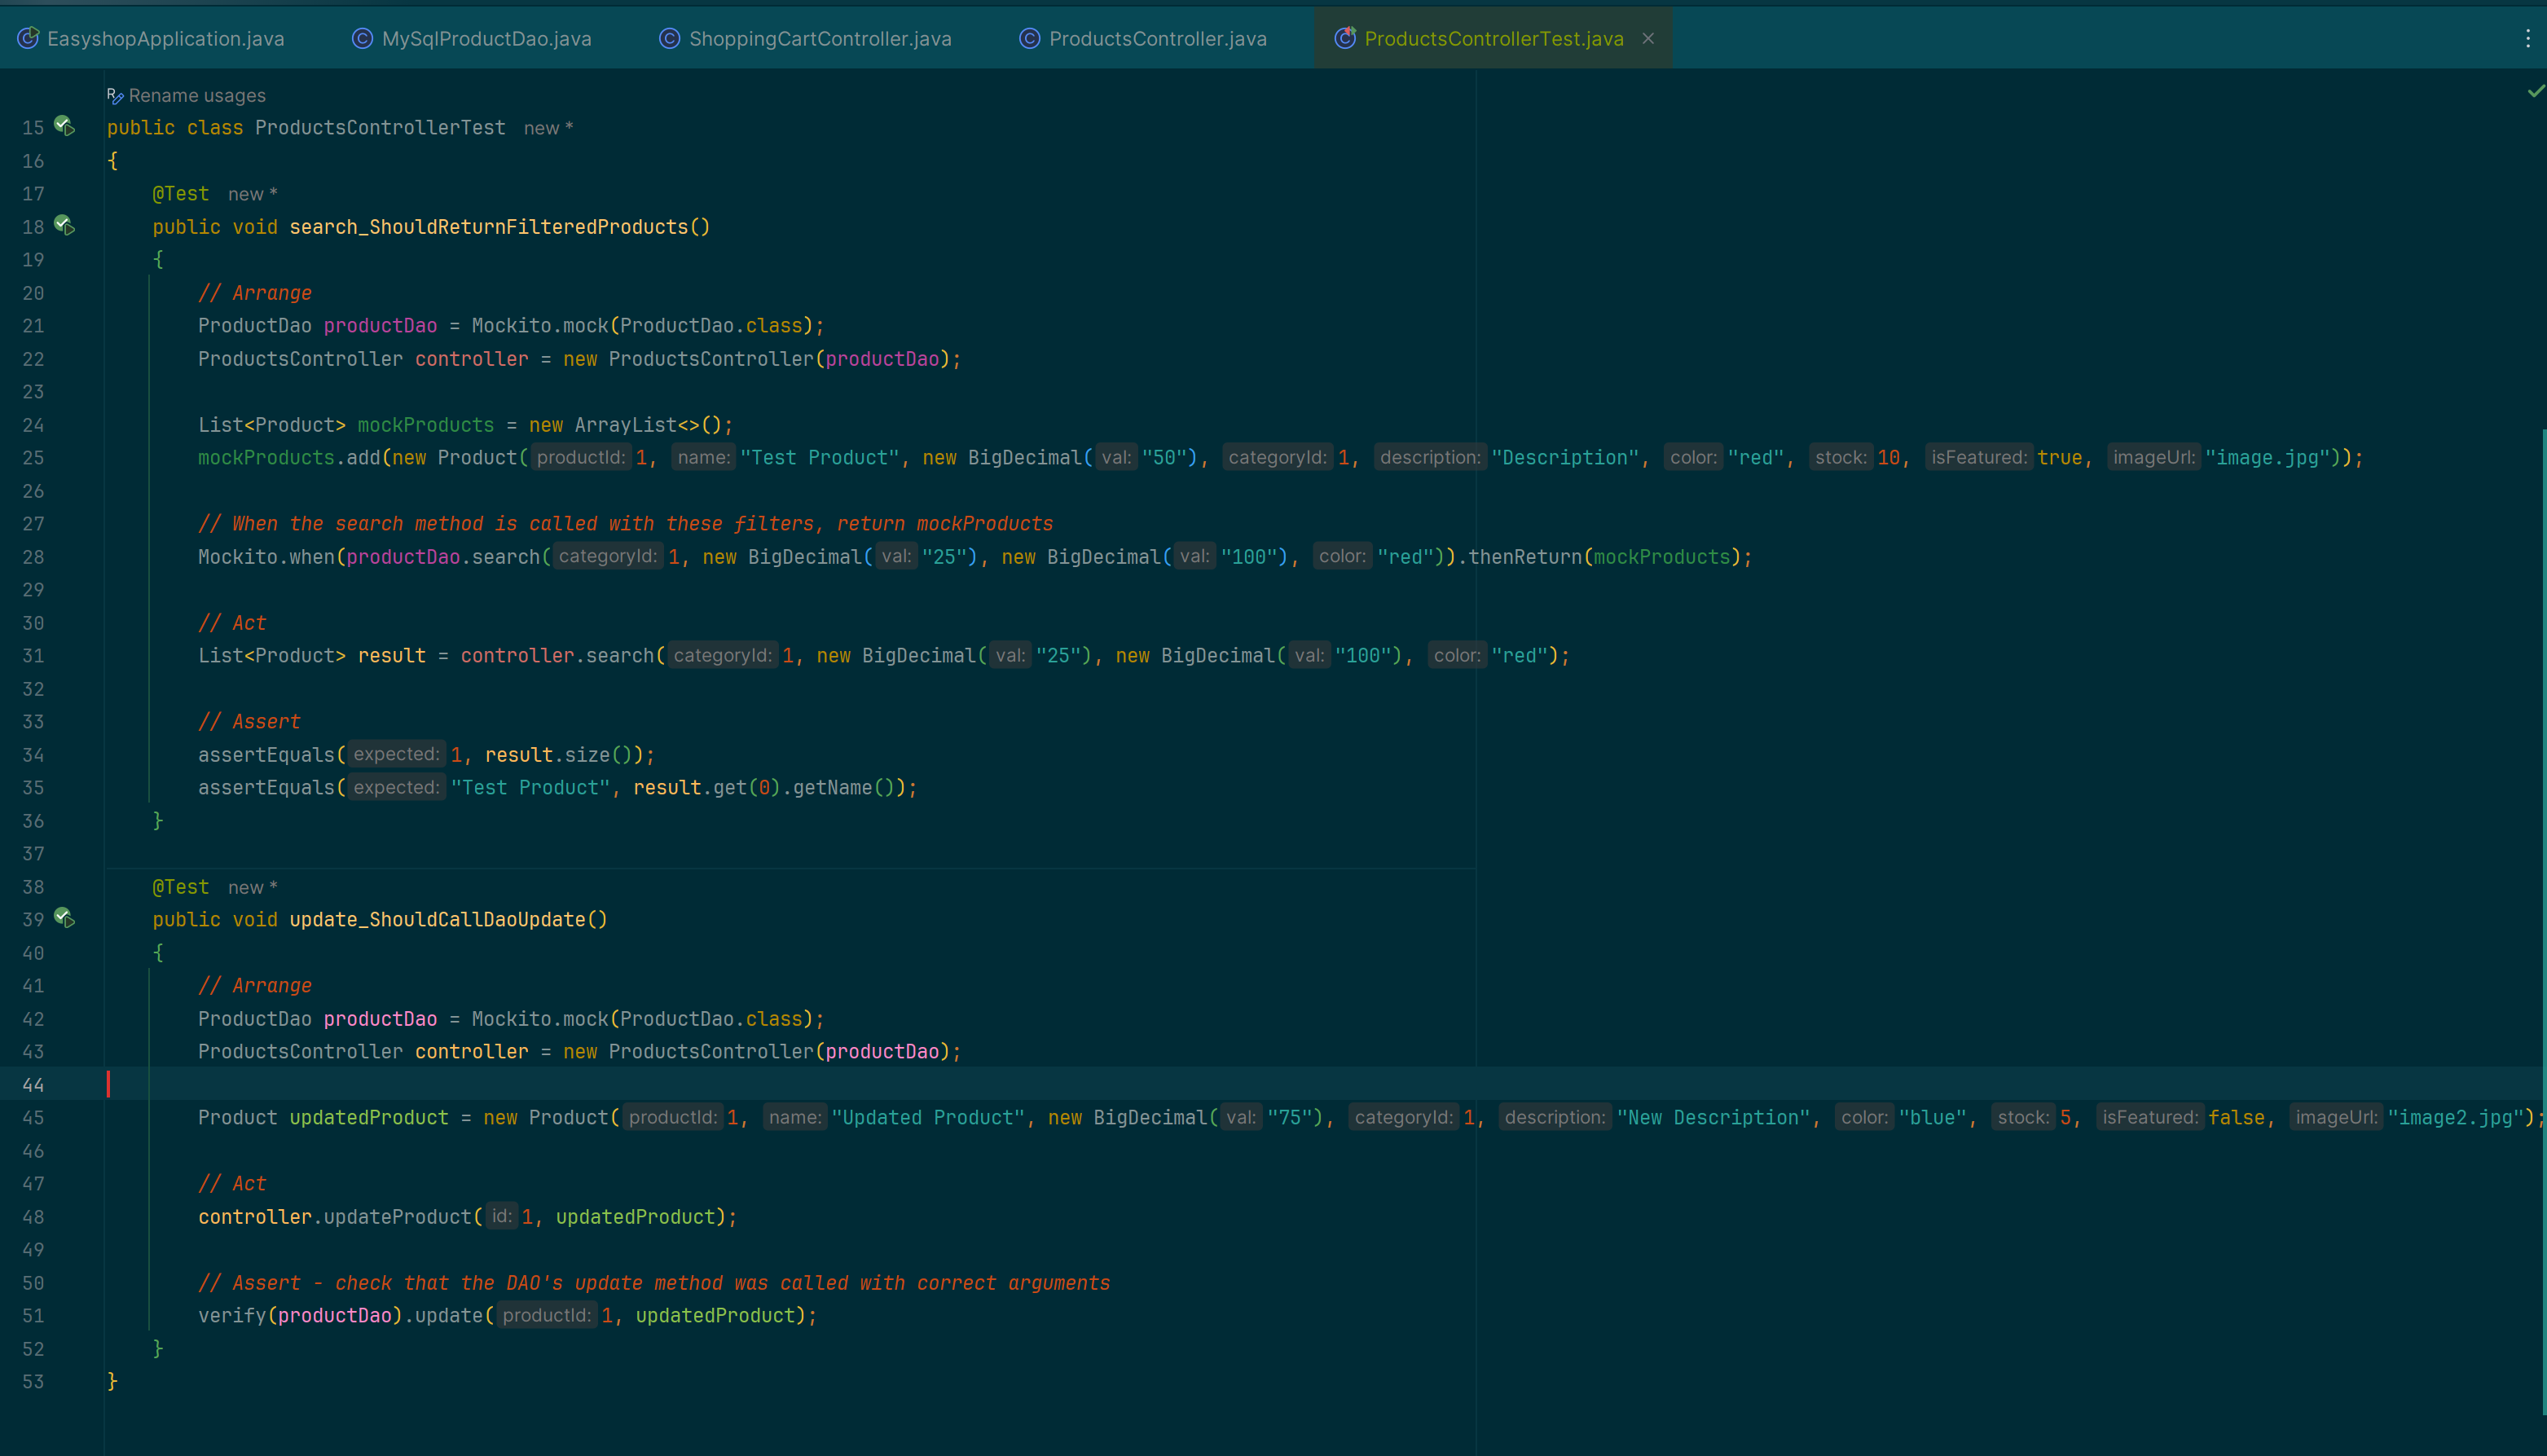 EasyshopApplication.java MySqlProductDao.java ShoppingCartController.java ProductsController.java ProductsControllerTest.java
Rename usages
15 public class ProductsControllerTest new *
16 {
17 @Test new *
18 public void search_ShouldReturnFilteredProducts()
19 {
20 // Arrange
21 ProductDao productDao = Mockito.mock(ProductDao.class);
22 ProductsController controller = new ProductsController(productDao);
23
24 List<Product> mockProducts = new ArrayList<>();
25 mockProducts.add(new Product( productId: 1, name: "Test Product", new BigDecimal( val: "50"), categoryId: 1, description: "Description", color: "red", stock: 10, isFeatured: true, imageUrl: "image.jpg"));
26
27 // When the search method is called with these filters, return mockProducts
28 Mockito.when(productDao.search( categoryId: 1, new BigDecimal( val: "25"), new BigDecimal( val: "100"), color: "red")).thenReturn(mockProducts);
29
30 // Act
31 List<Product> result = controller.search( categoryId: 1, new BigDecimal( val: "25"), new BigDecimal( val: "100"), color: "red");
32
33 // Assert
34 assertEquals( expected: 1, result.size());
35 assertEquals( expected: "Test Product", result.get(0).getName());
36 }
37
38 @Test new *
39 public void update_ShouldCallDaoUpdate()
40 {
41 // Arrange
42 ProductDao productDao = Mockito.mock(ProductDao.class);
43 ProductsController controller = new ProductsController(productDao);
44
45 Product updatedProduct = new Product( productId: 1, name: "Updated Product", new BigDecimal( val: "75"), categoryId: 1, description: "New Description", color: "blue", stock: 5, isFeatured: false, imageUrl: "image2.jpg");
46
47 // Act
48 controller.updateProduct( id: 1, updatedProduct);
49
50 // Assert - check that the DAO's update method was called with correct arguments
51 verify(productDao).update( productId: 1, updatedProduct);
52 }
53 }